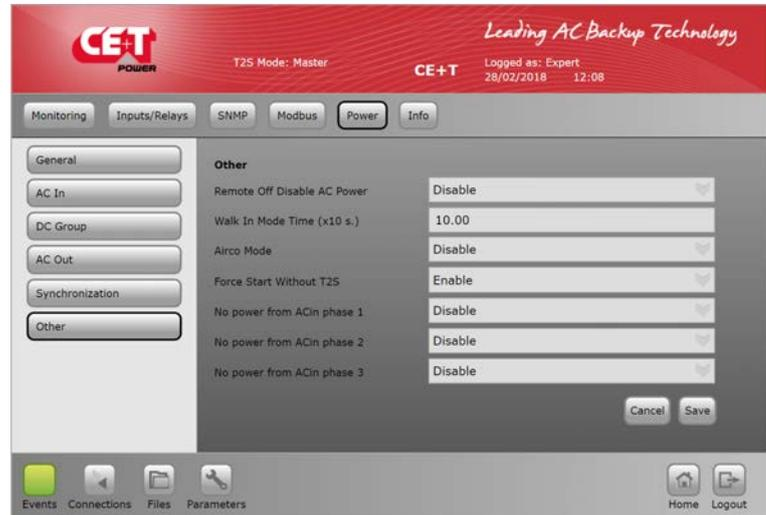 CE+T
POWER
Leading AC Backup Technology
T2S Mode: Master
CE+T
Logged as: Expert
28/02/2018 12:08
Monitoring Inputs/Relays SNMP Modbus Power Info
General
AC In
DC Group
AC Out
Synchronization
Other
Other
Remote Off Disable AC Power Disable
Walk In Mode Time (x10 s.) 10.00
Airco Mode Disable
Force Start Without T2S Enable
No power from ACin phase 1 Disable
No power from ACin phase 2 Disable
No power from ACin phase 3 Disable
Cancel Save
Events Connections Files Parameters Home Logout